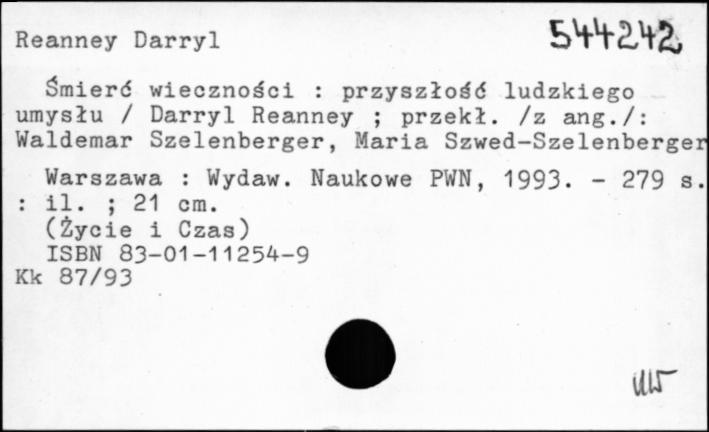 Reanney Darryl 544242
Śmierć wieczności : przyszłość ludzkiego
umysłu / Darryl Reanney ; przekł. /z ang./:
Waldemar Szelenberger, Maria Szwed-Szelenberger
Warszawa : Wydaw. Naukowe PWN, 1993. - 279 s.
: il. ; 21 cm.
(Życie i Czas)
ISBN 83-01-11254-9
Kk 87/93